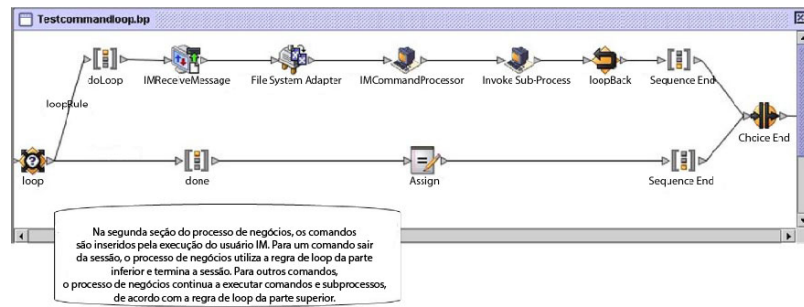 Testcommandloop.bp
doLoop
IMReceiveMessage
File System Adapter
IMCommandProcessor
Invoke Sub-Process
loopBack
Sequence End
loopRule
Choice End
loop
done
Assign
Sequence End
Na segunda seção do processo de negócios, os comandos
são inseridos pela execução do usuário IM. Para um comando sair
da sessão, o processo de negócios utiliza a regra de loop da parte
inferior e termina a sessão. Para outros comandos,
o processo de negócios continua a executar comandos e subprocessos,
de acordo com a regra de loop da parte superior.